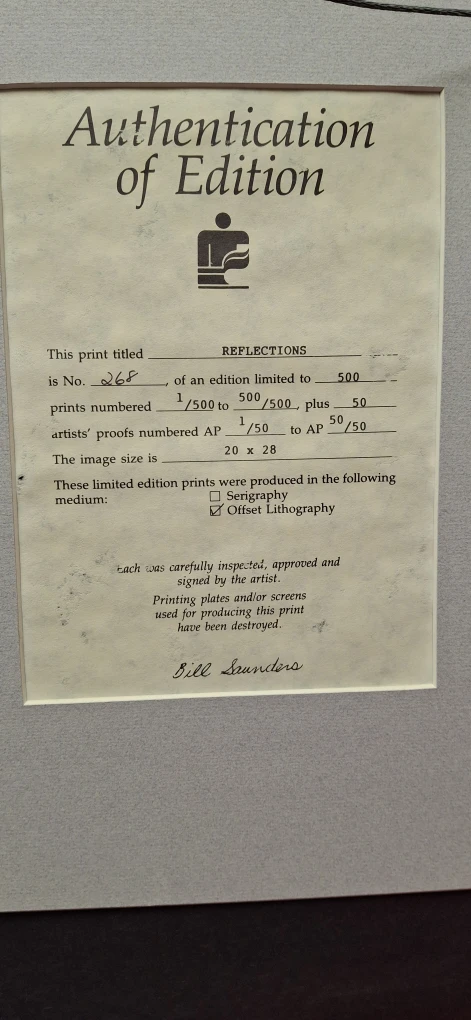 Authentication
of Edition
This print titled REFLECTIONS
is No. 268, of an edition limited to 500
prints numbered 1/500 to 500/500, plus 50
artists' proofs numbered AP 1/50 to AP 50/50
The image size is 20 x 28
These limited edition prints were produced in the following
medium: ☐ Serigraphy
☑ Offset Lithography
Each was carefully inspected, approved and
signed by the artist.
Printing plates and/or screens
used for producing this print
have been destroyed.
Bill Saunders